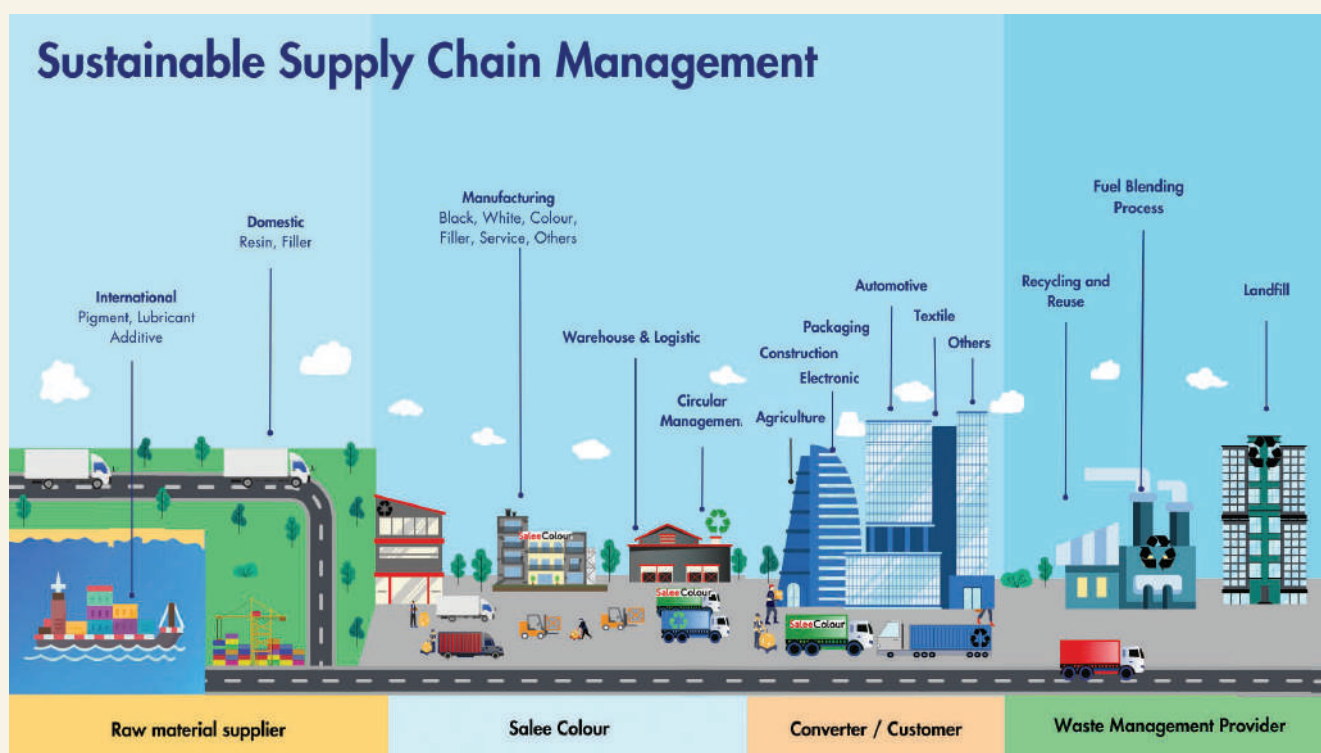 Sustainable Supply Chain Management
International
Pigment, Lubricant
Additive
Domestic
Resin, Filler
Manufacturing
Black, White, Colour,
Filler, Service, Others
Warehouse & Logistic
Circular
Management
Agriculture
Construction
Electronic
Packaging
Automotive
Textile
Others
Recycling and
Reuse
Fuel Blending
Process
Landfill
SaleeColour
SaleeColour
SaleeColour
Raw material supplier
Salee Colour
Converter / Customer
Waste Management Provider